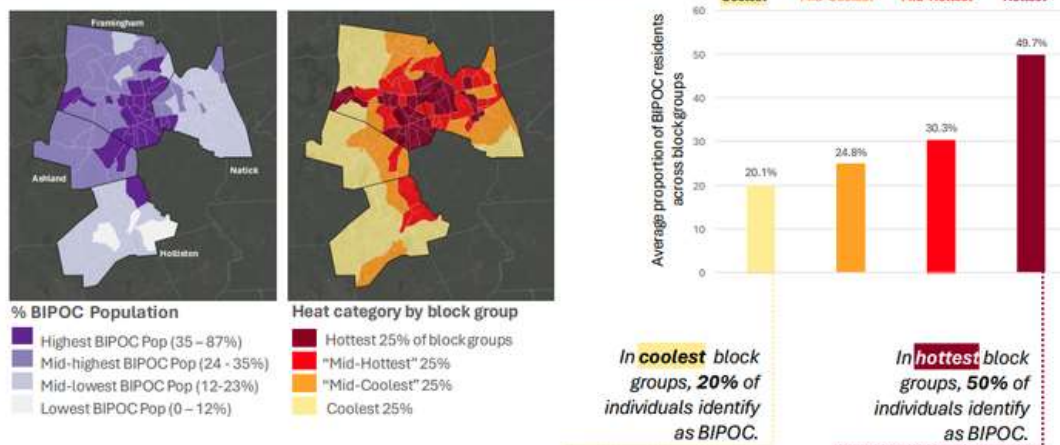 Framingham
Ashland
Natick
Holliston
% BIPOC Population
Highest BIPOC Pop (35 – 87%)
Mid-highest BIPOC Pop (24 - 35%)
Mid-lowest BIPOC Pop (12-23%)
Lowest BIPOC Pop (0 – 12%)
Heat category by block group
Hottest 25% of block groups
“Mid-Hottest” 25%
“Mid-Coolest” 25%
Coolest 25%
Average proportion of BIPOC residents
across blockgroups
60
50
40
30
20
10
0
20.1%
24.8%
30.3%
49.7%
In coolest block
groups, 20% of
individuals identify
as BIPOC.
In hottest block
groups, 50% of
individuals identify
as BIPOC.